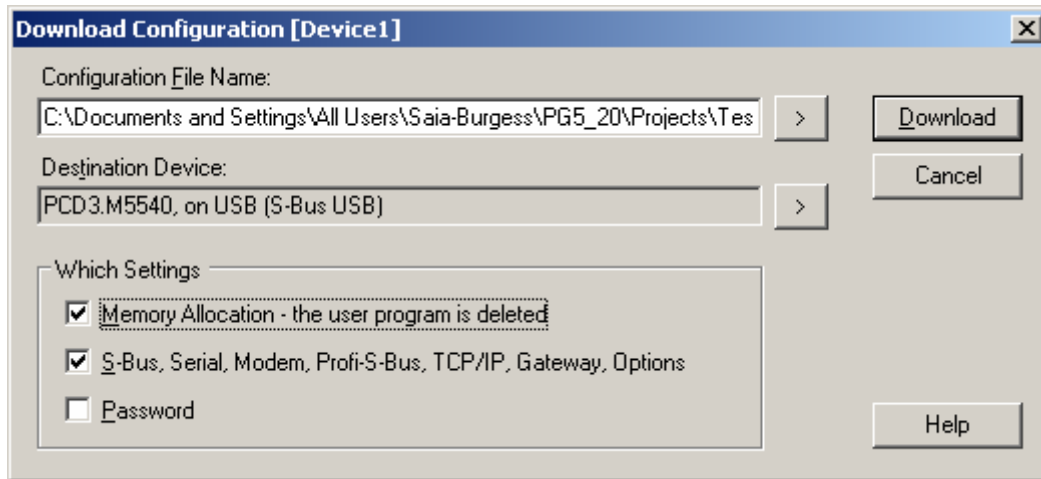 Download Configuration [Device1]
Configuration File Name:
C:\Documents and Settings\All Users\Saia-Burgess\PG5_20\Projects\Tes
>
Download
Destination Device:
Cancel
PCD3.M5540, on USB (S-Bus USB)
>
Which Settings
Memory Allocation - the user program is deleted
S-Bus, Serial, Modem, Profi-S-Bus, TCP/IP, Gateway, Options
Password
Help